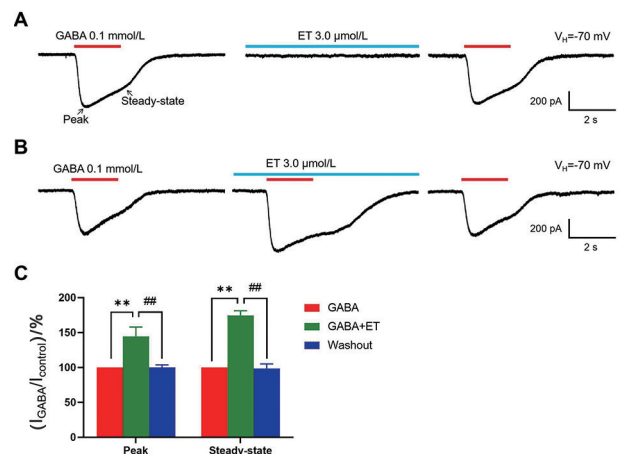 A
GABA 0.1 mmol/L
ET 3.0 μmol/L
VH=-70 mV
Peak
Steady-state
200 pA
2 s
B
GABA 0.1 mmol/L
ET 3.0 μmol/L
VH=-70 mV
200 pA
2 s
C
(IGABA/Icontrol)/%
200
150
100
50
0
** ##
** ##
Peak
Steady-state
GABA
GABA+ET
Washout